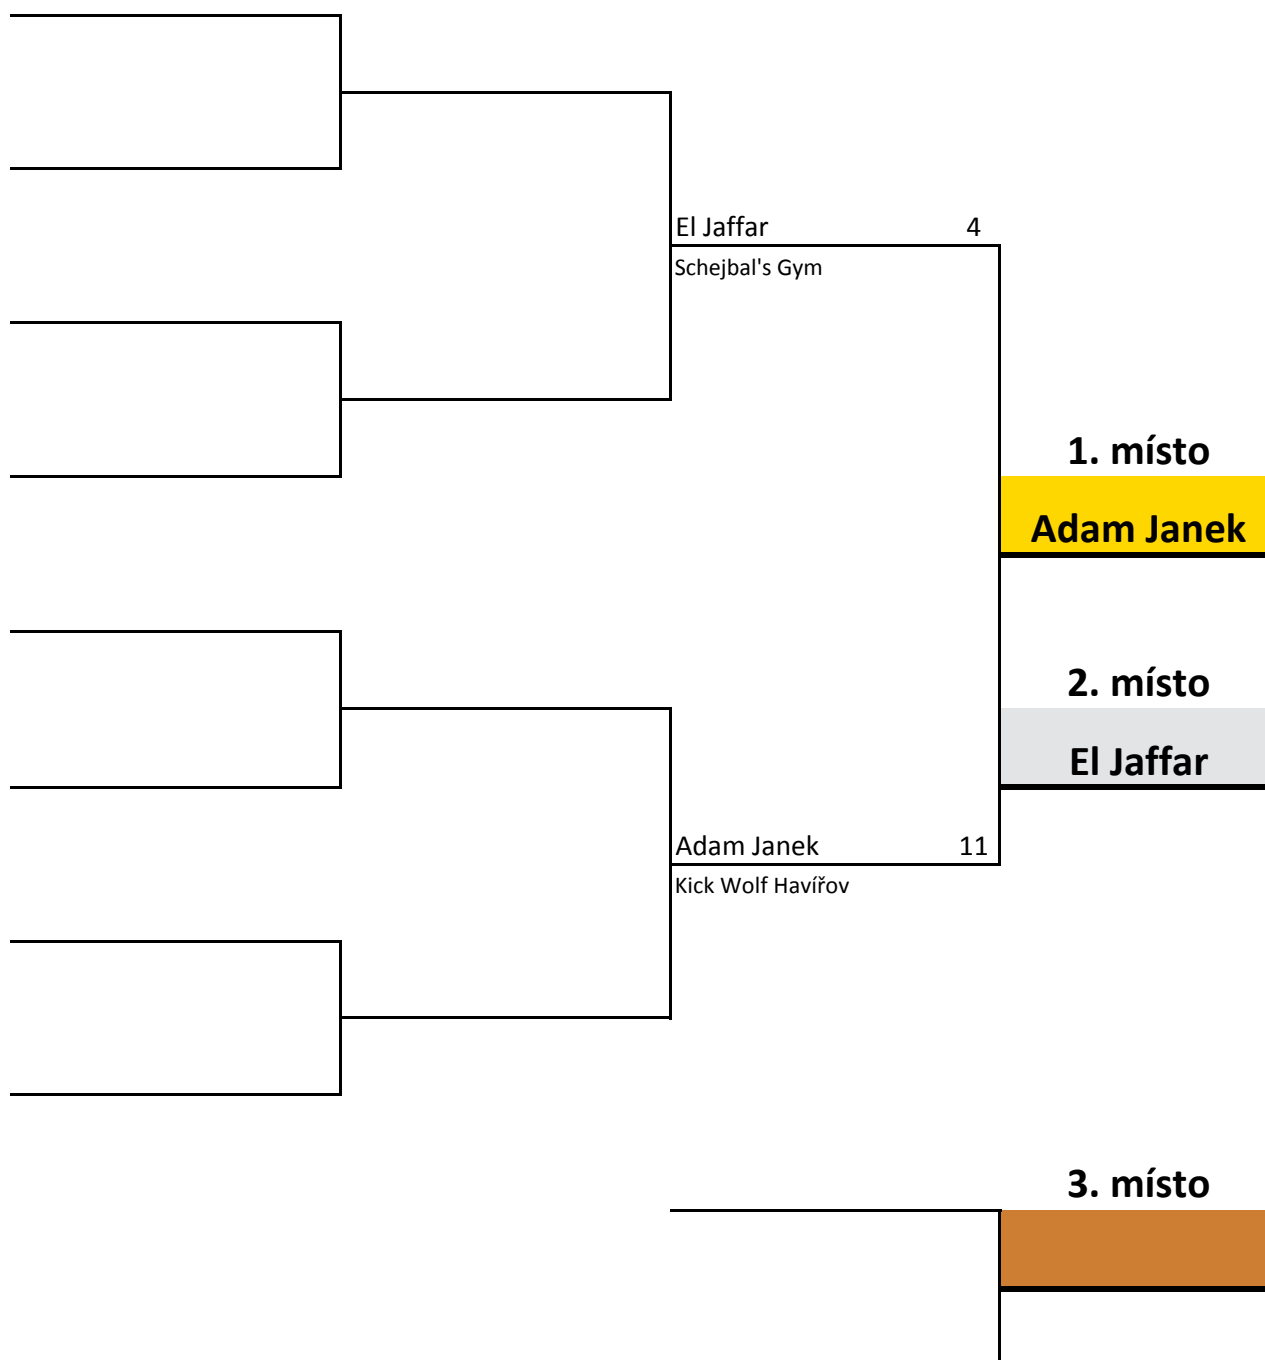 El Jaffar 4
Schejbal's Gym
1. místo
Adam Janek
2. místo
El Jaffar
Adam Janek 11
Kick Wolf Havířov
3. místo